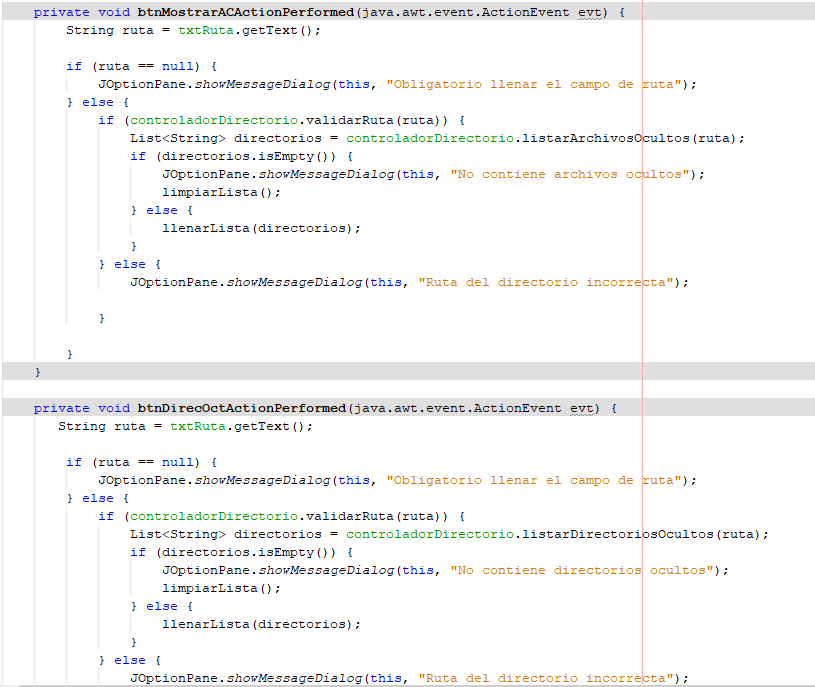 private void btnMostrarACActionPerformed(java.awt.event.ActionEvent evt) {
String ruta = txtRuta.getText();
if (ruta == null) {
JOptionPane.showMessageDialog(this, "Obligatorio llenar el campo de ruta");
} else {
if (controladorDirectorio.validarRuta(ruta)) {
List<String> directorios = controladorDirectorio.listarArchivosOcultos(ruta);
if (directorios.isEmpty()) {
JOptionPane.showMessageDialog(this, "No contiene archivos ocultos");
limpiarLista();
} else {
llenarLista(directorios);
}
} else {
JOptionPane.showMessageDialog(this, "Ruta del directorio incorrecta");
}
}
}
private void btnDirecOctActionPerformed(java.awt.event.ActionEvent evt) {
String ruta = txtRuta.getText();
if (ruta == null) {
JOptionPane.showMessageDialog(this, "Obligatorio llenar el campo de ruta");
} else {
if (controladorDirectorio.validarRuta(ruta)) {
List<String> directorios = controladorDirectorio.listarDirectoriosOcultos(ruta);
if (directorios.isEmpty()) {
JOptionPane.showMessageDialog(this, "No contiene directorios ocultos");
limpiarLista();
} else {
llenarLista(directorios);
}
} else {
JOptionPane.showMessageDialog(this, "Ruta del directorio incorrecta");